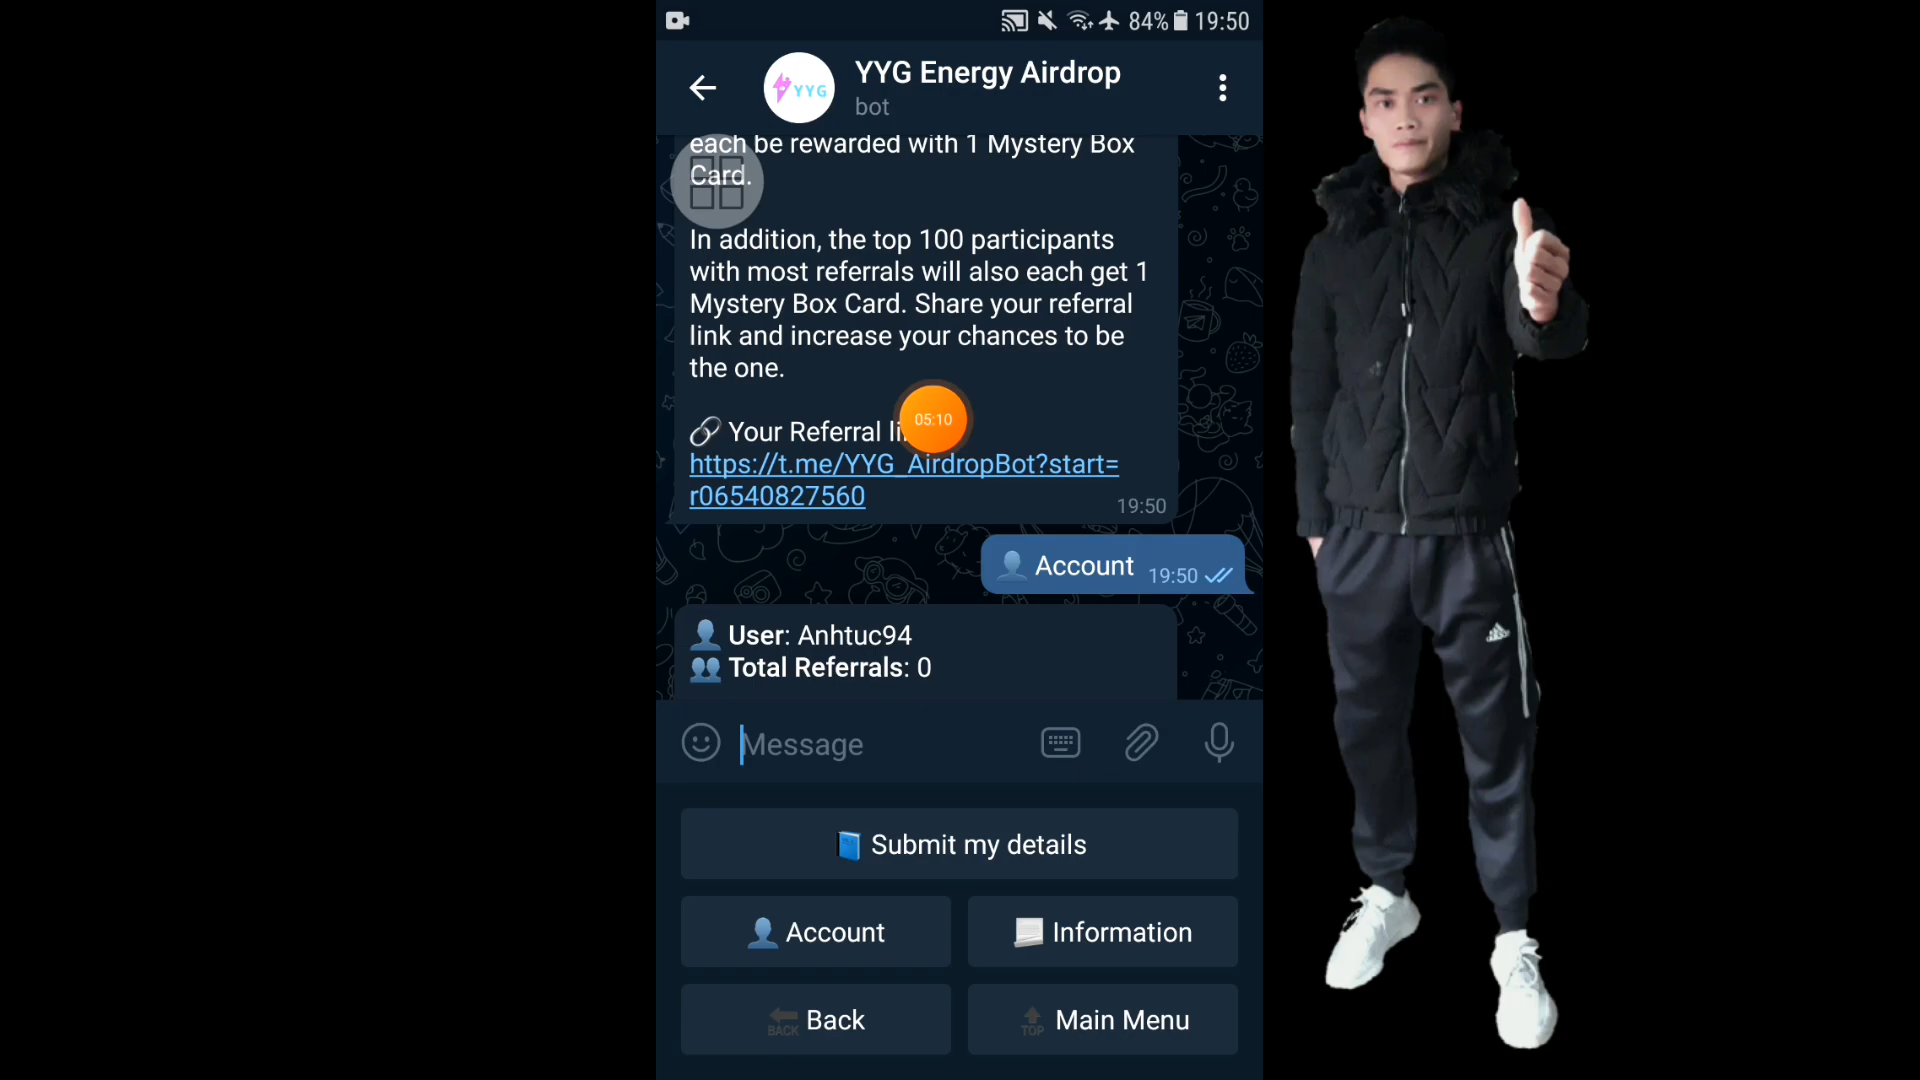 84% 19:50
YYG
YYG Energy Airdrop
bot
each be rewarded with 1 Mystery Box
Card.
In addition, the top 100 participants
with most referrals will also each get 1
Mystery Box Card. Share your referral
link and increase your chances to be
the one.
🔗 Your Referral li
05:10
https://t.me/YYG_AirdropBot?start=
r06540827560
19:50
👤 Account 19:50
👤 User: Anhtuc94
👥 Total Referrals: 0
Message
📘 Submit my details
👤 Account
📃 Information
BACK Back
TOP Main Menu